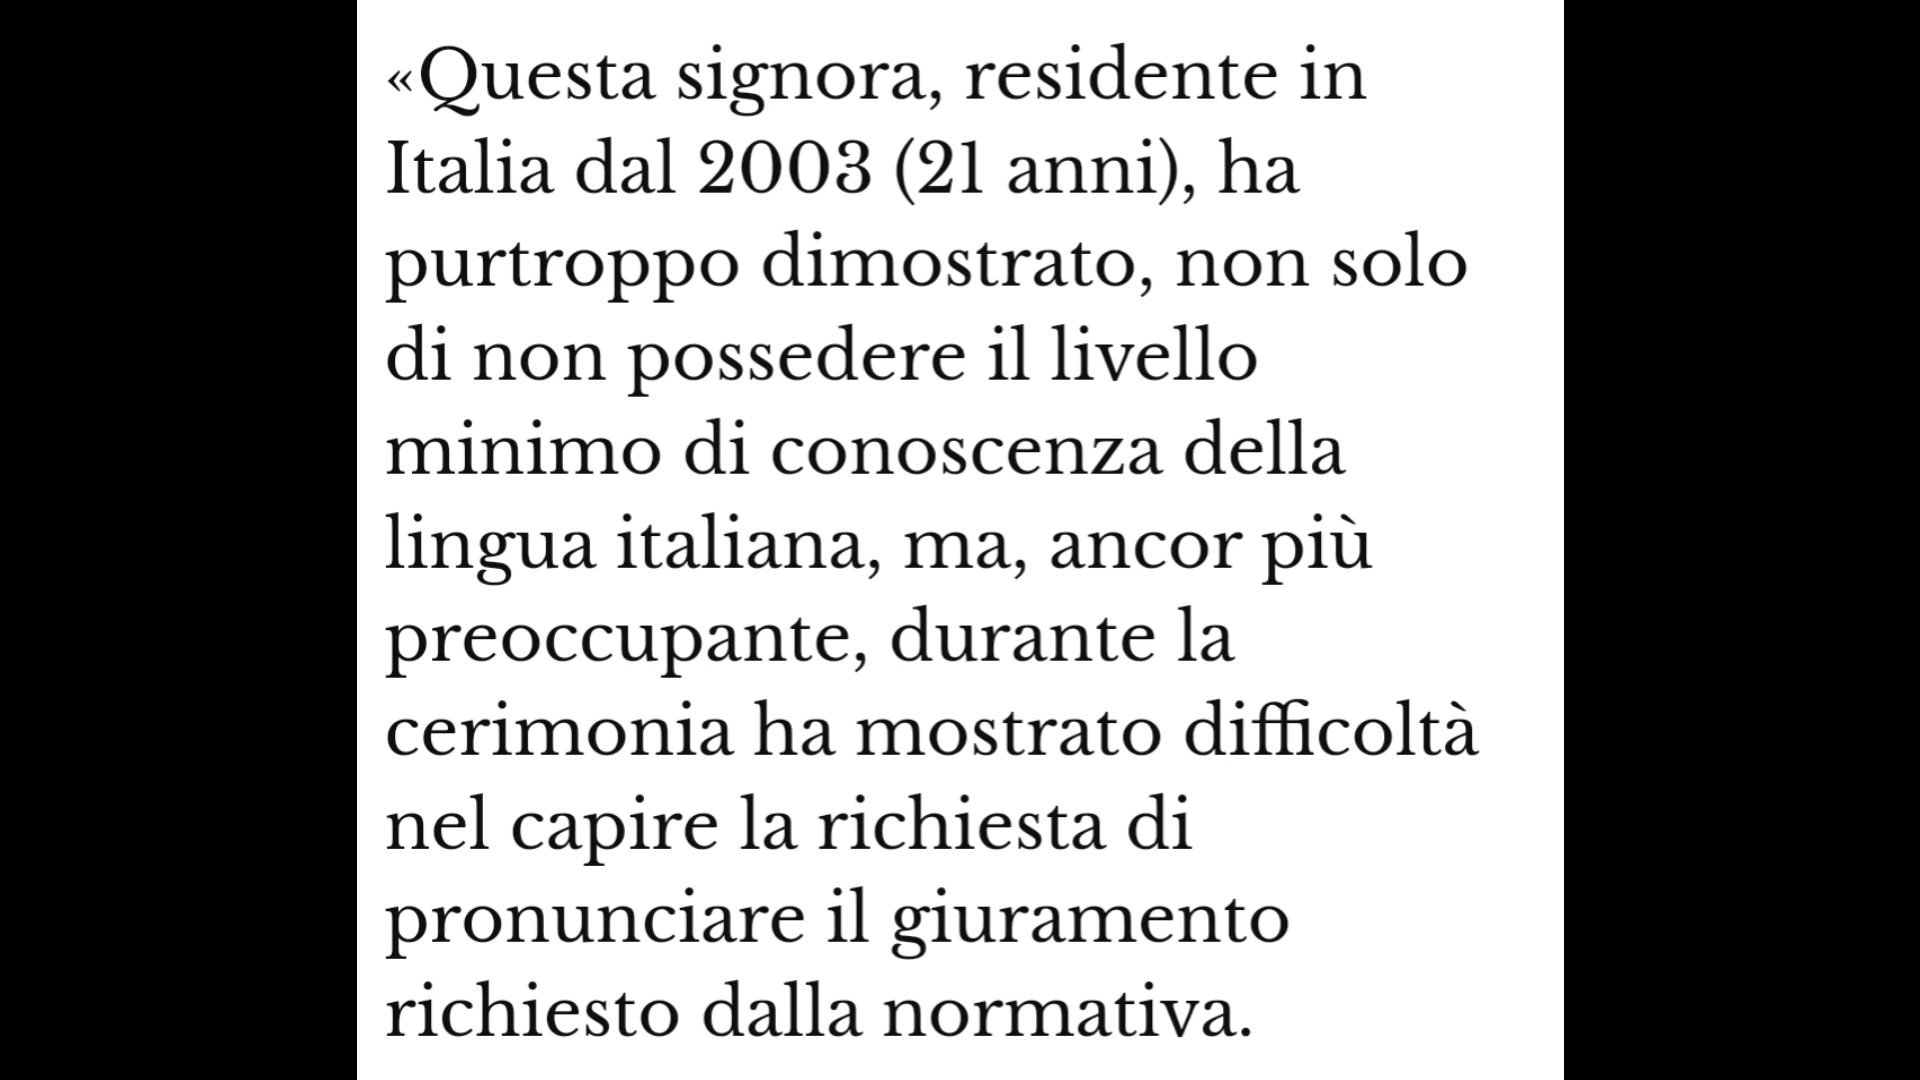 «Questa signora, residente in
Italia dal 2003 (21 anni), ha
purtroppo dimostrato, non solo
di non possedere il livello
minimo di conoscenza della
lingua italiana, ma, ancor più
preoccupante, durante la
cerimonia ha mostrato difficoltà
nel capire la richiesta di
pronunciare il giuramento
richiesto dalla normativa.